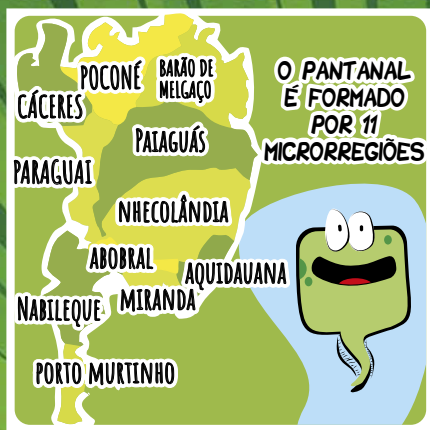 O PANTANAL
É FORMADO
POR 11
MICRORREGIÕES
POCONÉ
BARÃO DE
MELGAÇO
CÁCERES
PAIAGUÁS
PARAGUAI
NHECOLÂNDIA
ABOBRAL
AQUIDAUANA
NABILEQUE
MIRANDA
PORTO MURTINHO